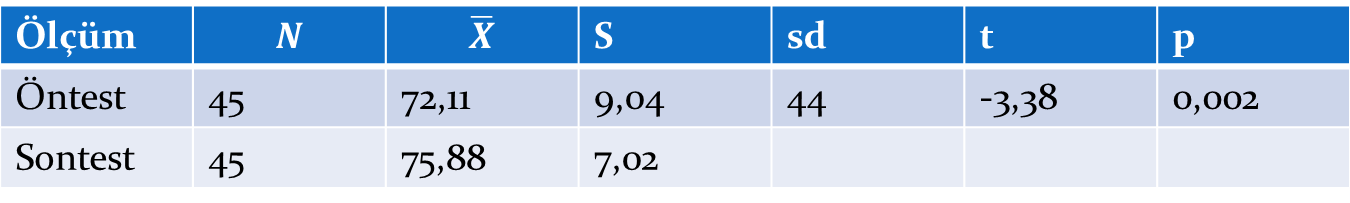 Ölçüm N X̅ S sd t p
Öntest 45 72,11 9,04 44 -3,38 0,002
Sontest 45 75,88 7,02